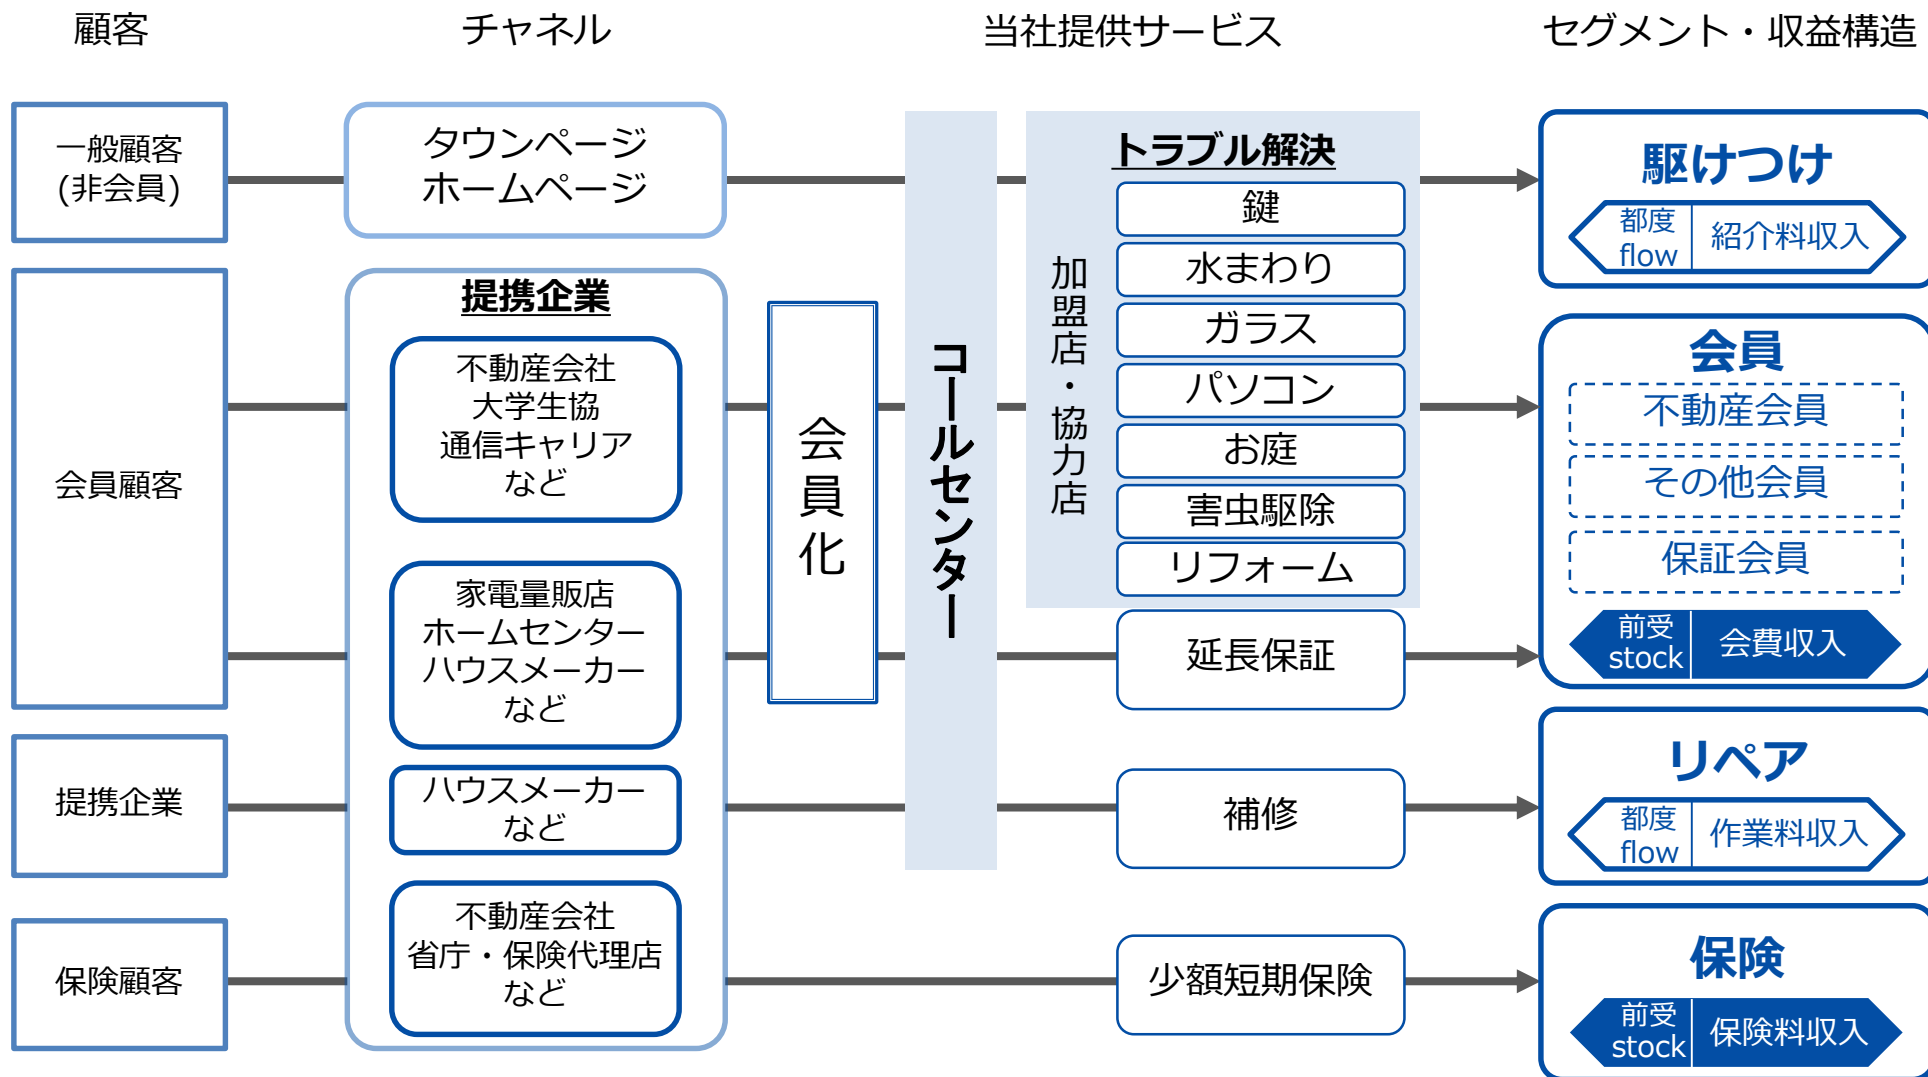 顧客
チャネル
当社提供サービス
セグメント・収益構造
一般顧客
(非会員)
タウンページ
ホームページ
トラブル解決
鍵
水まわり
ガラス
パソコン
お庭
害虫駆除
リフォーム
加盟店・協力店
駆けつけ
都度
flow
紹介料収入
会員顧客
提携企業
不動産会社
大学生協
通信キャリア
など
家電量販店
ホームセンター
ハウスメーカー
など
会員化
コールセンター
延長保証
会員
不動産会員
その他会員
保証会員
前受
stock
会費収入
提携企業
ハウスメーカー
など
補修
リペア
都度
flow
作業料収入
保険顧客
不動産会社
省庁・保険代理店
など
少額短期保険
保険
前受
stock
保険料収入